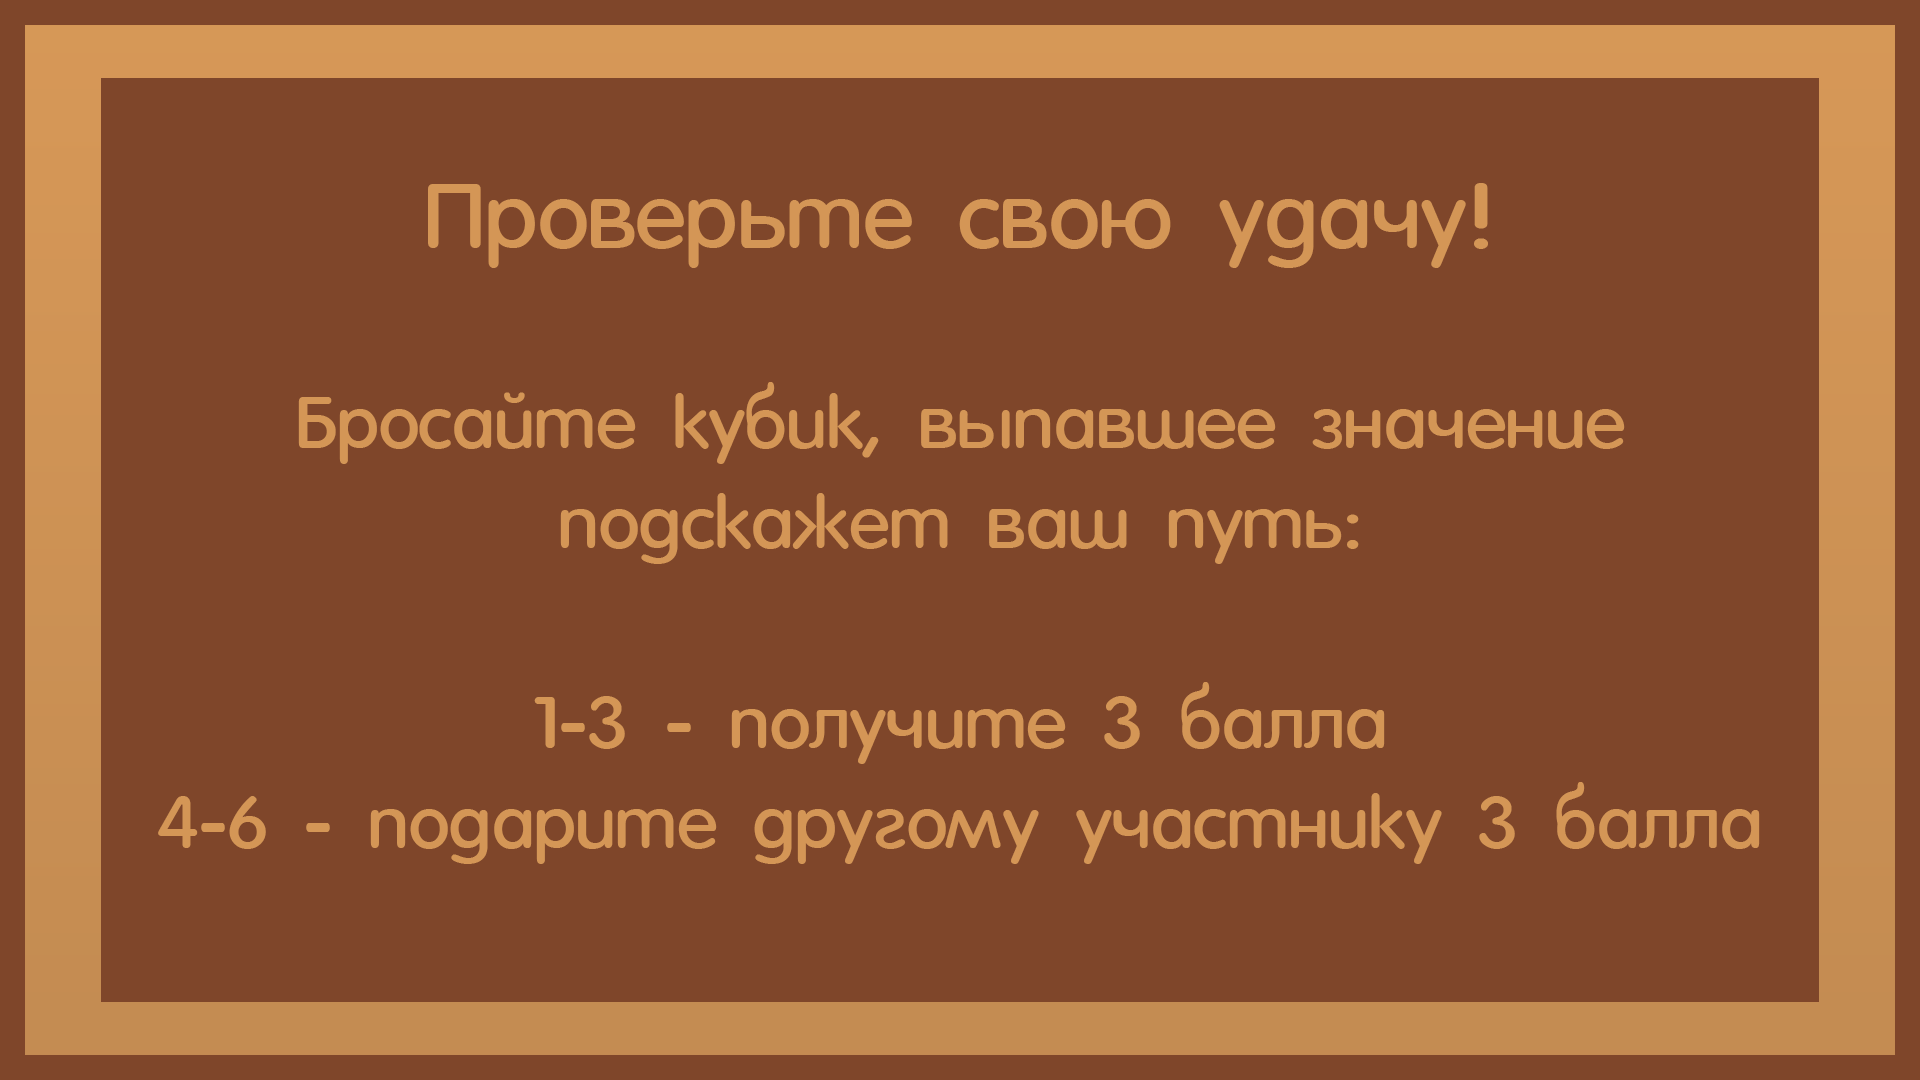 Проверьте свою удачу!
Бросайте кубик, выпавшее значение
подскажет ваш путь:
1-3 - получите 3 балла
4-6 - подарите другому участнику 3 балла